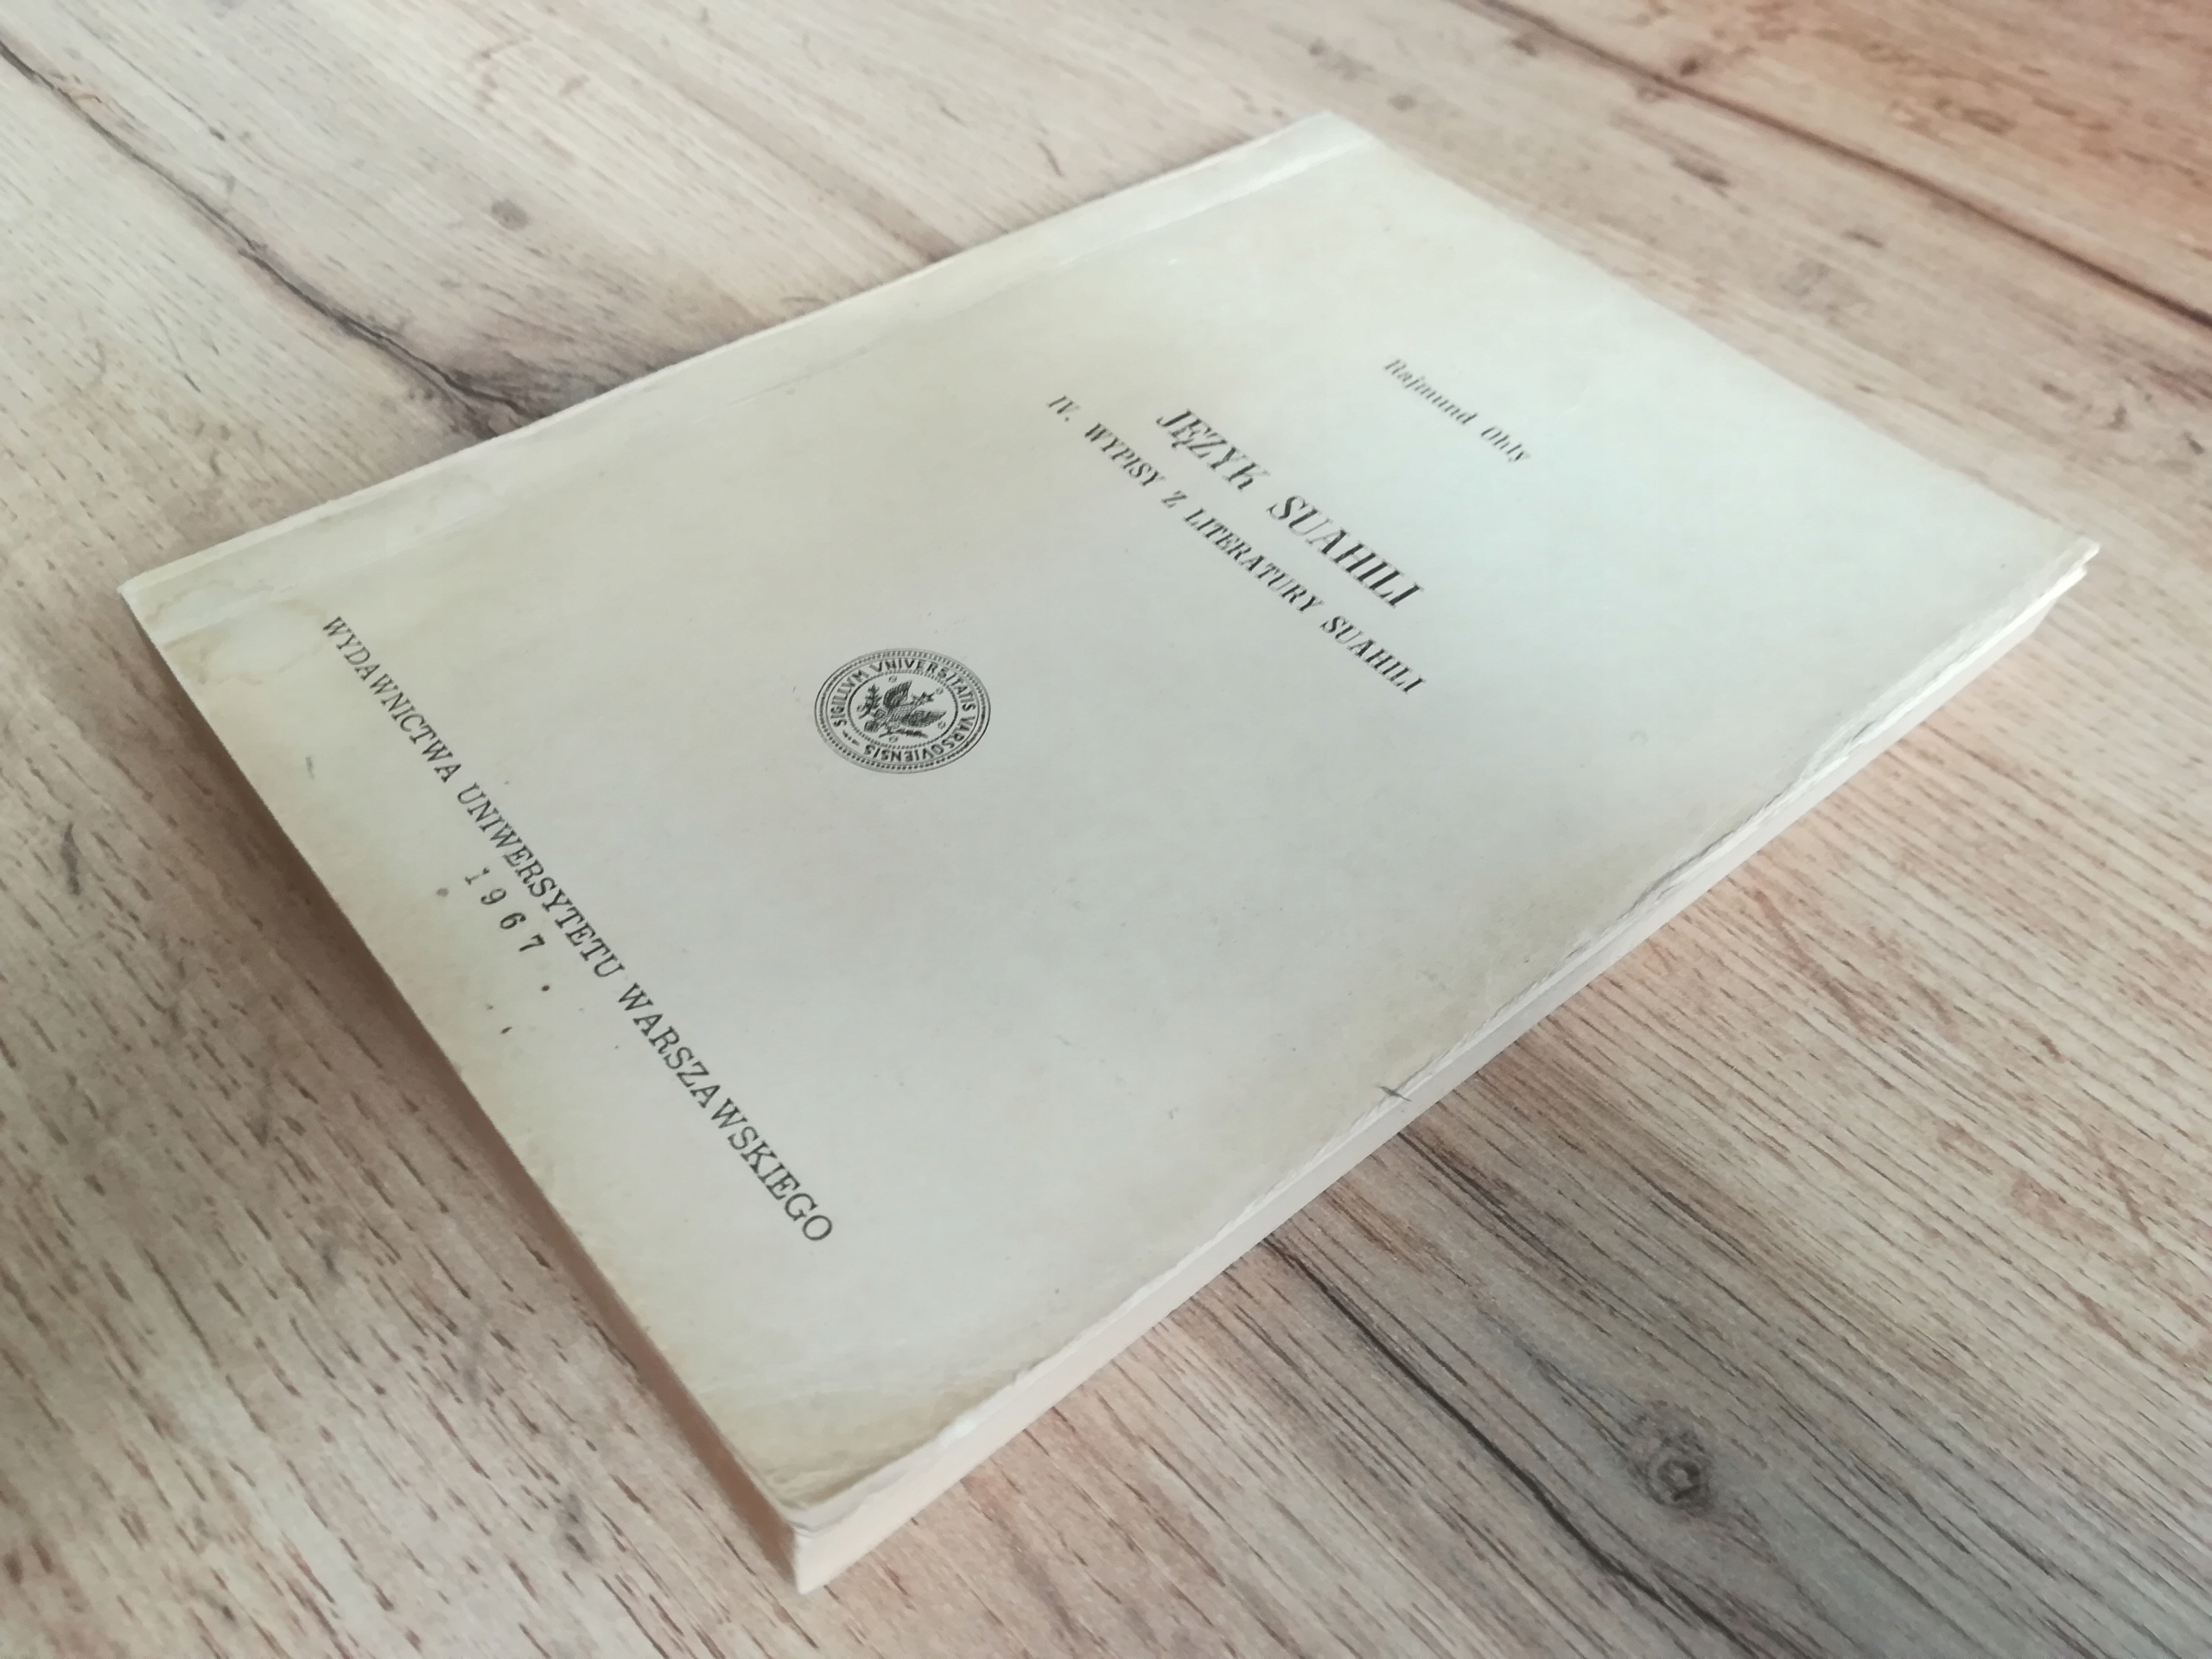 Rajmund Ohly
JĘZYK SUAHILI
IV. WYPISY Z LITERATURY SUAHILI
SIGILLVM VNIVERSITATIS VARSOVIENSIS
WYDAWNICTWA UNIWERSYTETU WARSZAWSKIEGO
1967